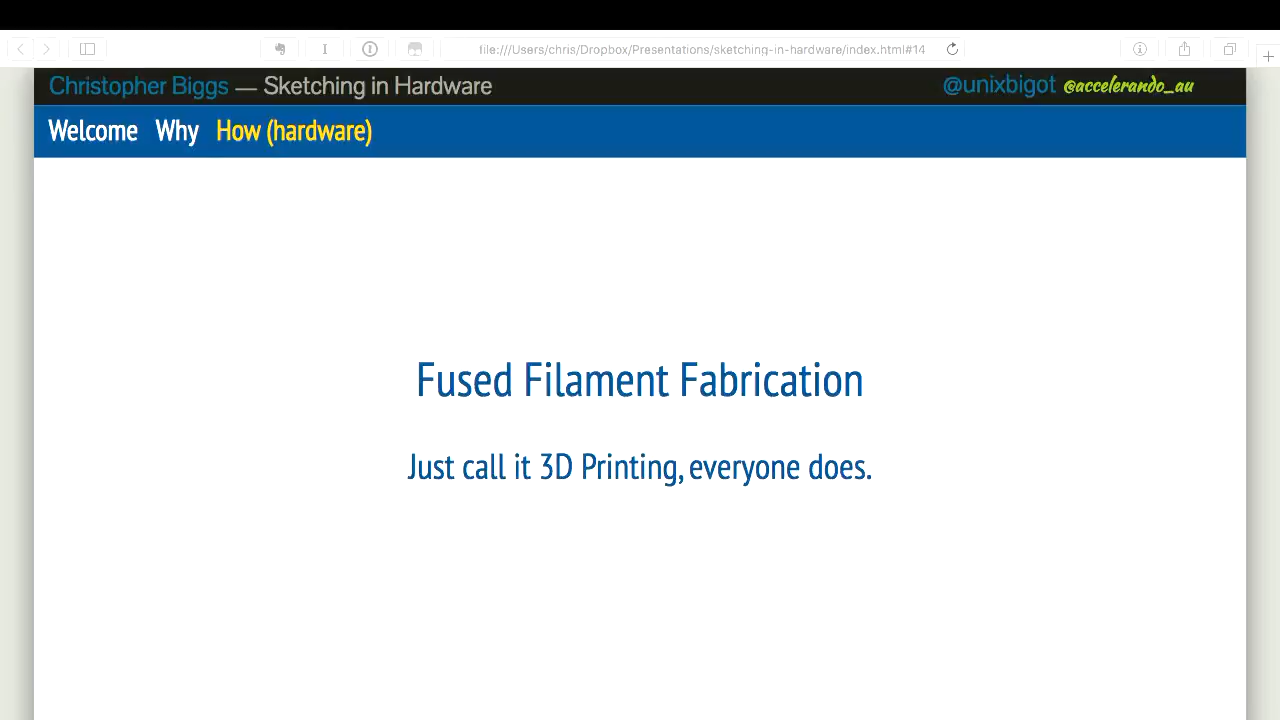 file:///Users/chris/Dropbox/Presentations/sketching-in-hardware/index.html#14
Christopher Biggs — Sketching in Hardware @unixbigot @accelerando_au
Welcome Why How (hardware)
Fused Filament Fabrication
Just call it 3D Printing, everyone does.